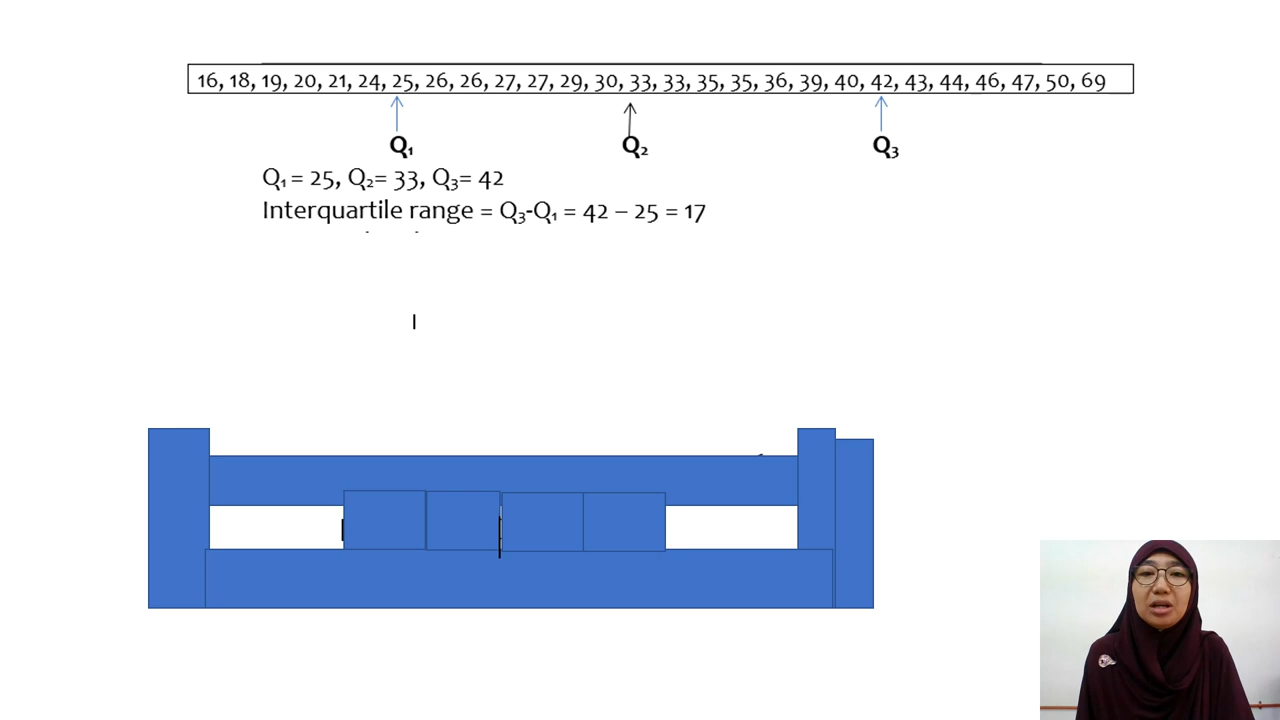 16, 18, 19, 20, 21, 24, 25, 26, 26, 27, 27, 29, 30, 33, 33, 35, 35, 36, 39, 40, 42, 43, 44, 46, 47, 50, 69
Q₁ Q₂ Q₃
Q₁ = 25, Q₂= 33, Q₃= 42
Interquartile range = Q₃-Q₁ = 42 – 25 = 17